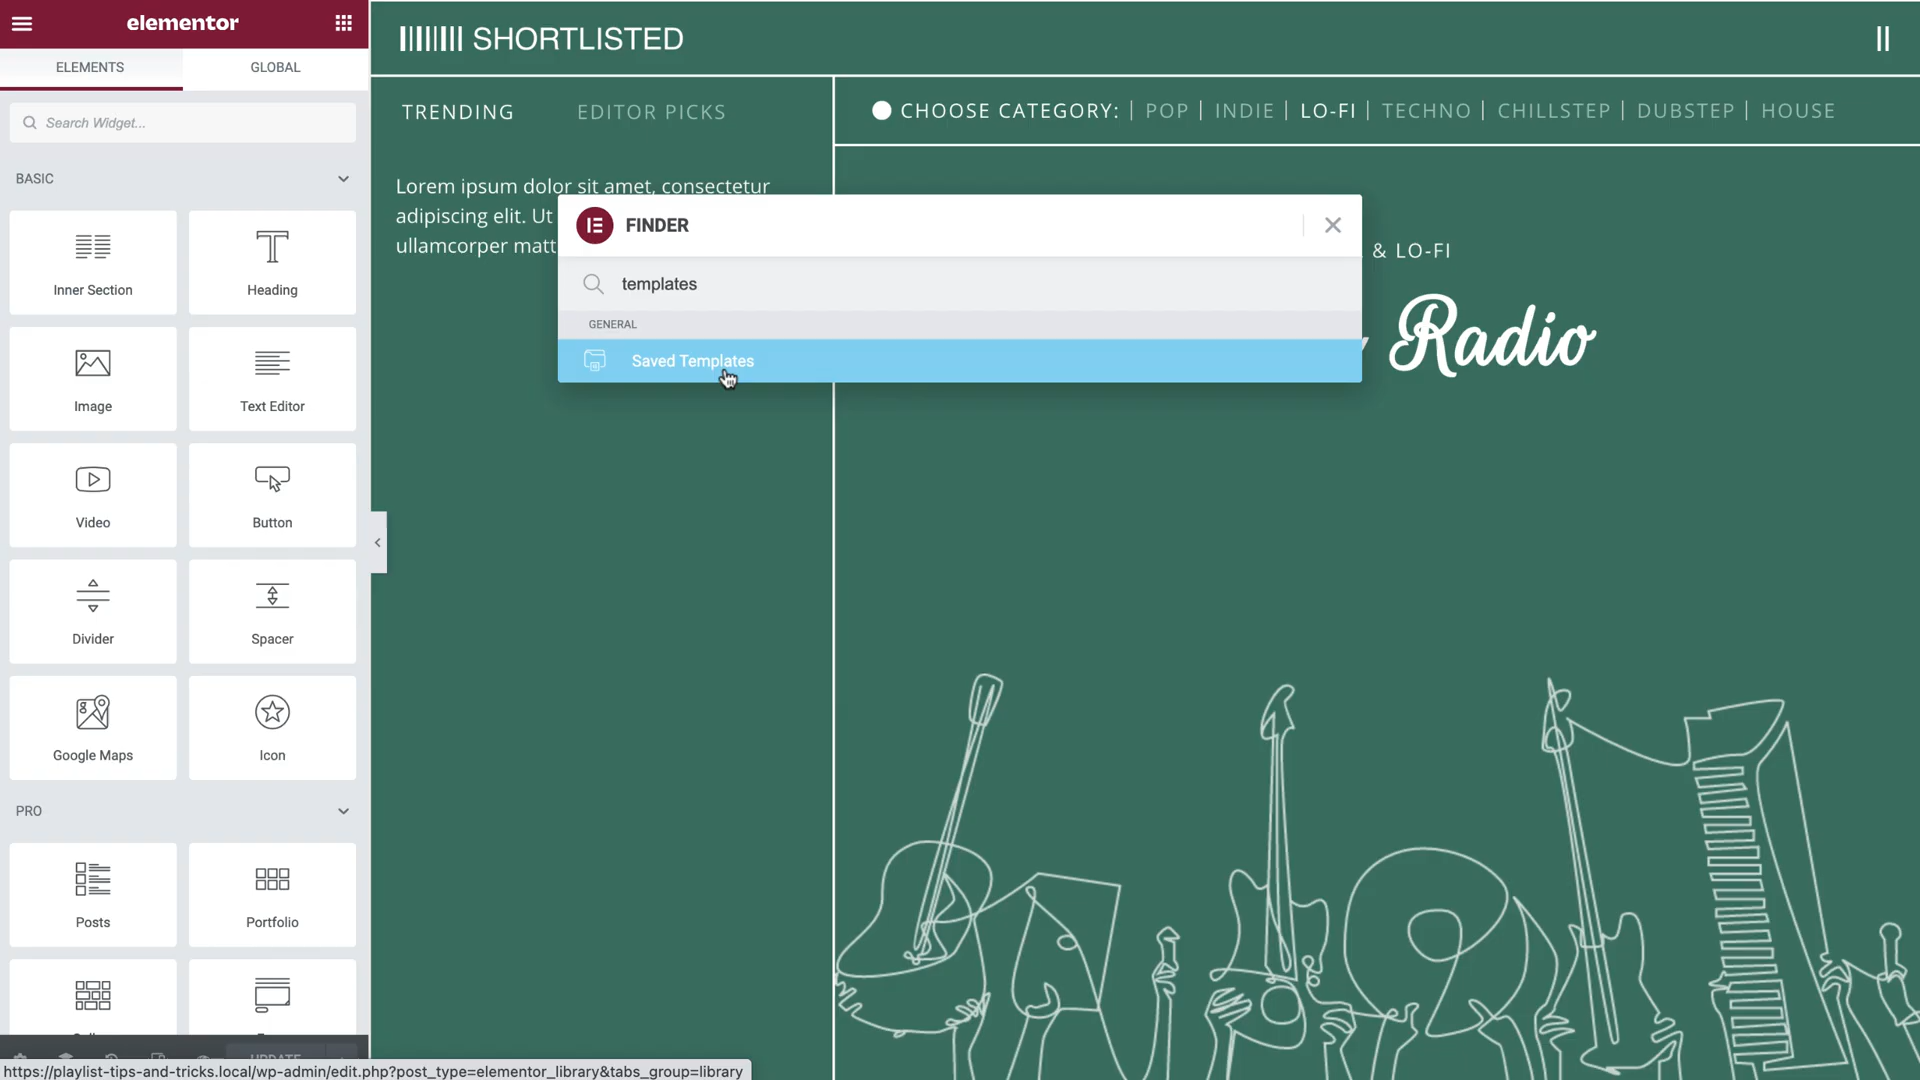 elementor
ELEMENTS
GLOBAL
Search Widget...
BASIC
Inner Section
Heading
Image
Text Editor
Video
Button
Divider
Spacer
Google Maps
Icon
PRO
Posts
Portfolio
UPDATE
https://playlist-tips-and-tricks.local/wp-admin/edit.php?post_type=elementor_library&tabs_group=library
SHORTLISTED
TRENDING
EDITOR PICKS
CHOOSE CATEGORY: | POP | INDIE | LO-FI | TECHNO | CHILLSTEP | DUBSTEP | HOUSE
Lorem ipsum dolor sit amet, consectetur
adipiscing elit. Ut
ullamcorper matt
FINDER
templates
GENERAL
Saved Templates
& LO-FI
Radio